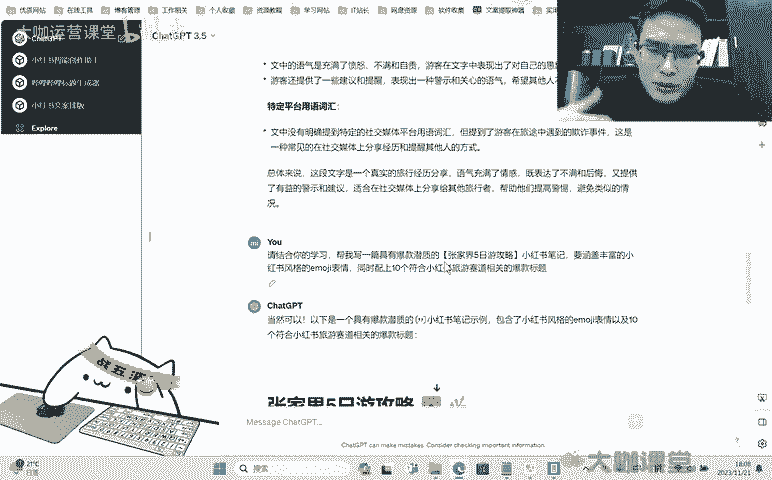 优质网站 在线工具 博客管理 工作相关 个人收藏 资源教程 学习网站 IT站长 网盘资源 软件收集 文案提取神器
大咖运营课堂
ChatGPT
ChatGPT 3.5
小红书文案排版
Explore
文中的语气是充满了愤怒、不满和自责，游客在文字中表现出了对自己的愚
游客还提供了一些建议和提醒，表现出一种警示和关心的语气，希望其他人
特定平台用语词汇：
文中没有明确提到特定的社交媒体平台用语词汇，但提到了游客在旅途中遇到的欺诈事件，这是
一种常见的在社交媒体上分享经历和提醒其他人的方式。
总体来说，这段文字是一个真实的旅行经历分享，语气充满了情感，既表达了不满和后悔，又提供
了有益的警示和建议，适合在社交媒体上分享给其他旅行者，帮助他们提高警惕，避免类似的情
况。
You
请结合你的学习，帮我写一篇具有爆款潜质的【张家界5日游攻略】小红书笔记，要涵盖丰富的小
红书风格的emoji表情，同时配上10个符合小红书旅游赛道相关的爆款标题
ChatGPT
当然可以！以下是一个具有爆款潜质的小红书笔记示例，包含了小红书风格的emoji表情以及10
个符合小红书旅游赛道相关的爆款标题：
张家界5日游攻略
Message ChatGPT...
ChatGPT can make mistakes. Consider checking important information.
21°C
搜索
大咖课堂
18:08
2023/11/21